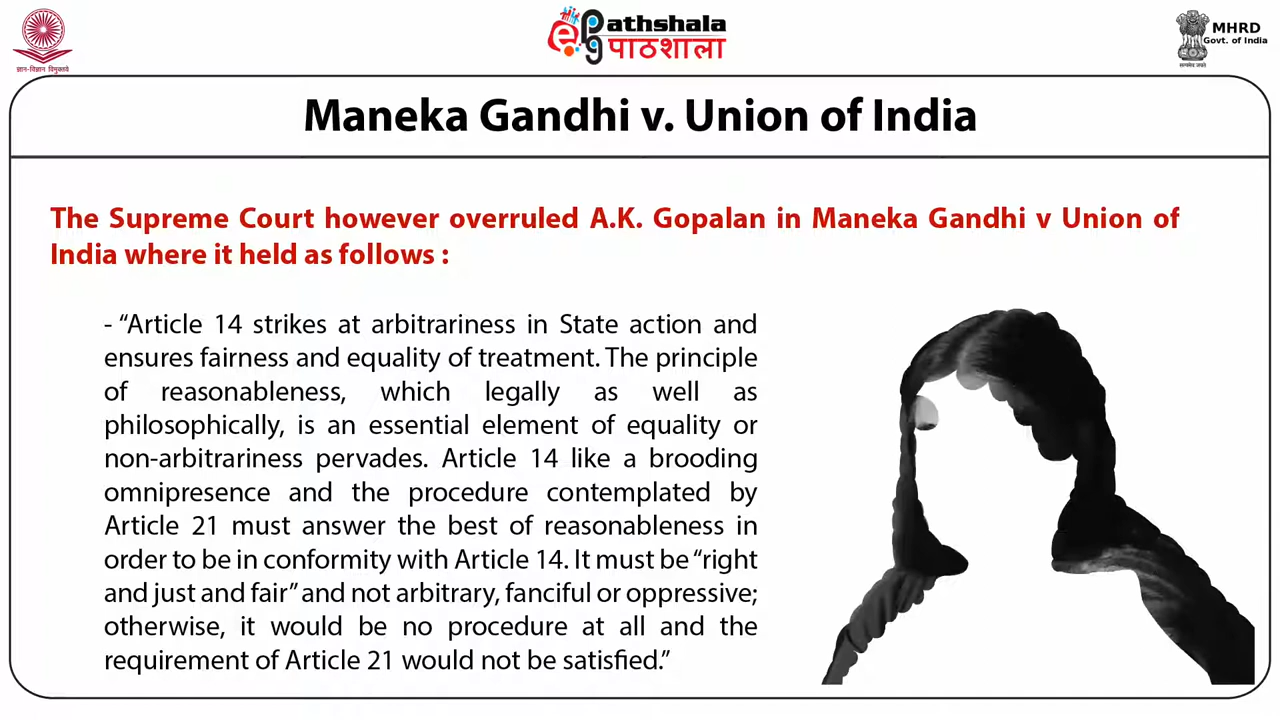 ज्ञान-विज्ञान विमुक्तये
ePathshala
पाठशाला
सत्यमेव जयते
MHRD
Govt. of India
Maneka Gandhi v. Union of India
The Supreme Court however overruled A.K. Gopalan in Maneka Gandhi v Union of
India where it held as follows :
- “Article 14 strikes at arbitrariness in State action and
ensures fairness and equality of treatment. The principle
of reasonableness, which legally as well as
philosophically, is an essential element of equality or
non-arbitrariness pervades. Article 14 like a brooding
omnipresence and the procedure contemplated by
Article 21 must answer the best of reasonableness in
order to be in conformity with Article 14. It must be “right
and just and fair” and not arbitrary, fanciful or oppressive;
otherwise, it would be no procedure at all and the
requirement of Article 21 would not be satisfied.”